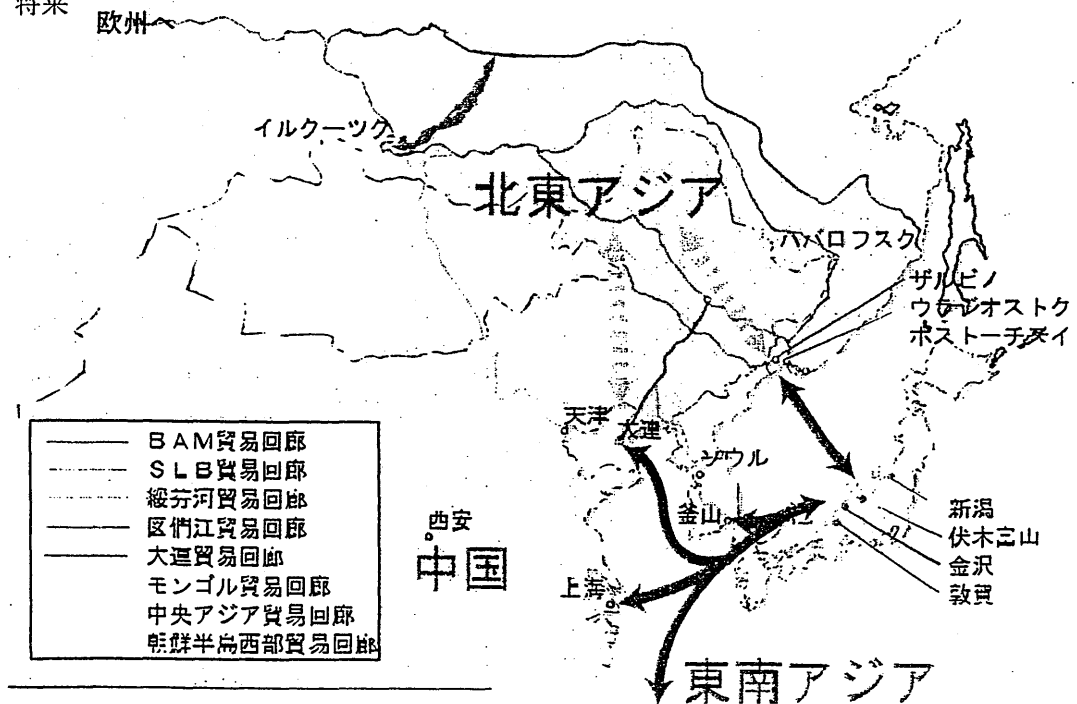 将来
欧州へ
イルクーツク
北東アジア
ハバロフスク
ザルビノ
ウラジオストク
ボストーチヌイ
天津
大連
ソウル
釜山
西安
中国
上海
新潟
伏木富山
金沢
敦賀
東南アジア
BAM貿易回廊
SLB貿易回廊
綏芬河貿易回廊
図們江貿易回廊
大連貿易回廊
モンゴル貿易回廊
中央アジア貿易回廊
朝鮮半島西部貿易回廊